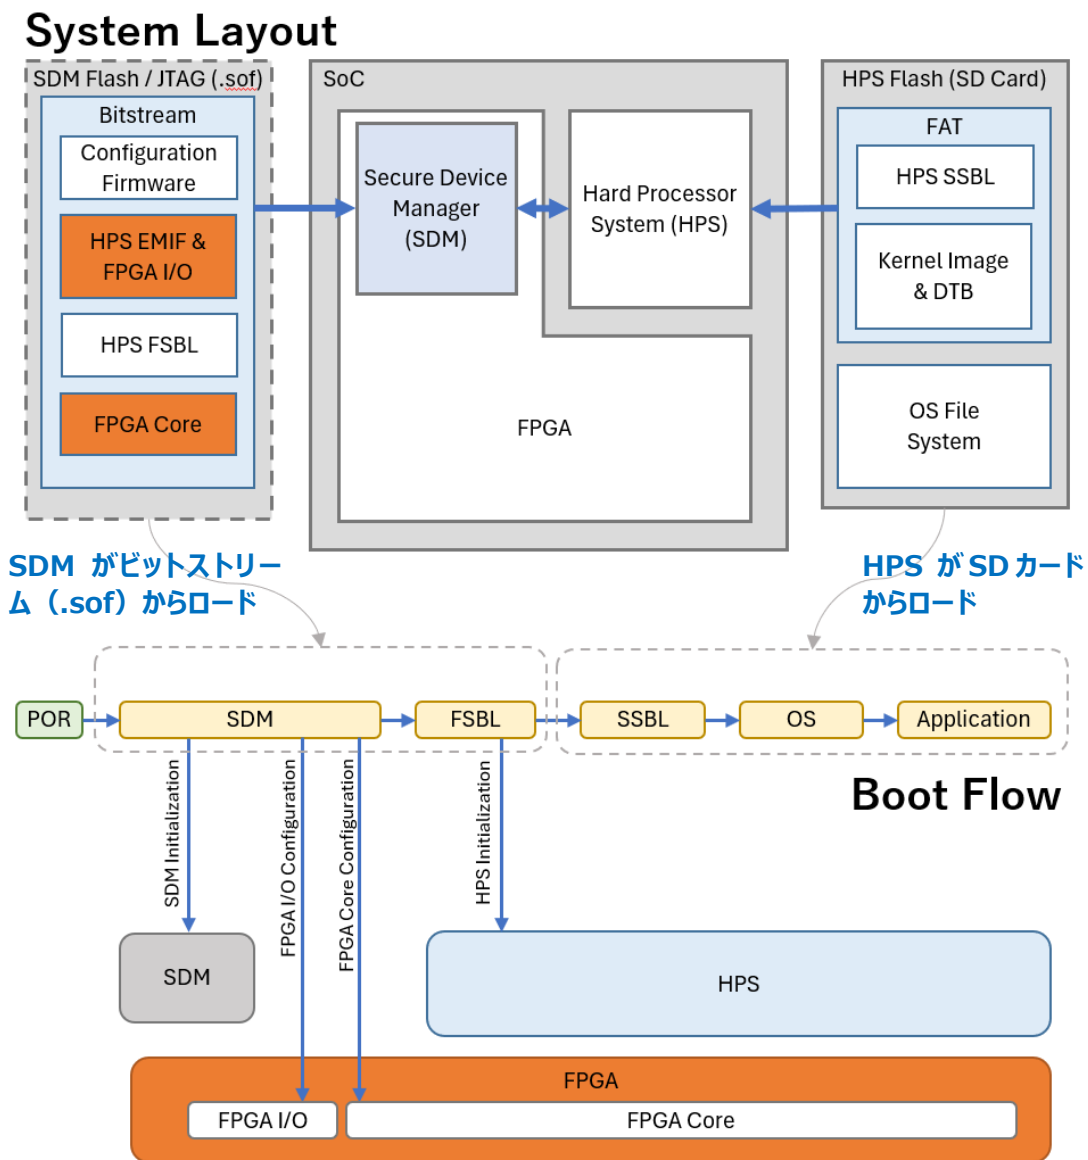 System Layout
SDM Flash / JTAG (.sof)
Bitstream
Configuration
Firmware
HPS EMIF &
FPGA I/O
HPS FSBL
FPGA Core
SoC
Secure Device
Manager
(SDM)
Hard Processor
System (HPS)
FPGA
HPS Flash (SD Card)
FAT
HPS SSBL
Kernel Image
& DTB
OS File
System
SDM がビットストリー
ム（.sof）からロード
HPS が SD カード
からロード
POR
SDM
FSBL
SSBL
OS
Application
Boot Flow
SDM Initialization
FPGA I/O Configuration
FPGA Core Configuration
HPS Initialization
SDM
HPS
FPGA
FPGA I/O
FPGA Core